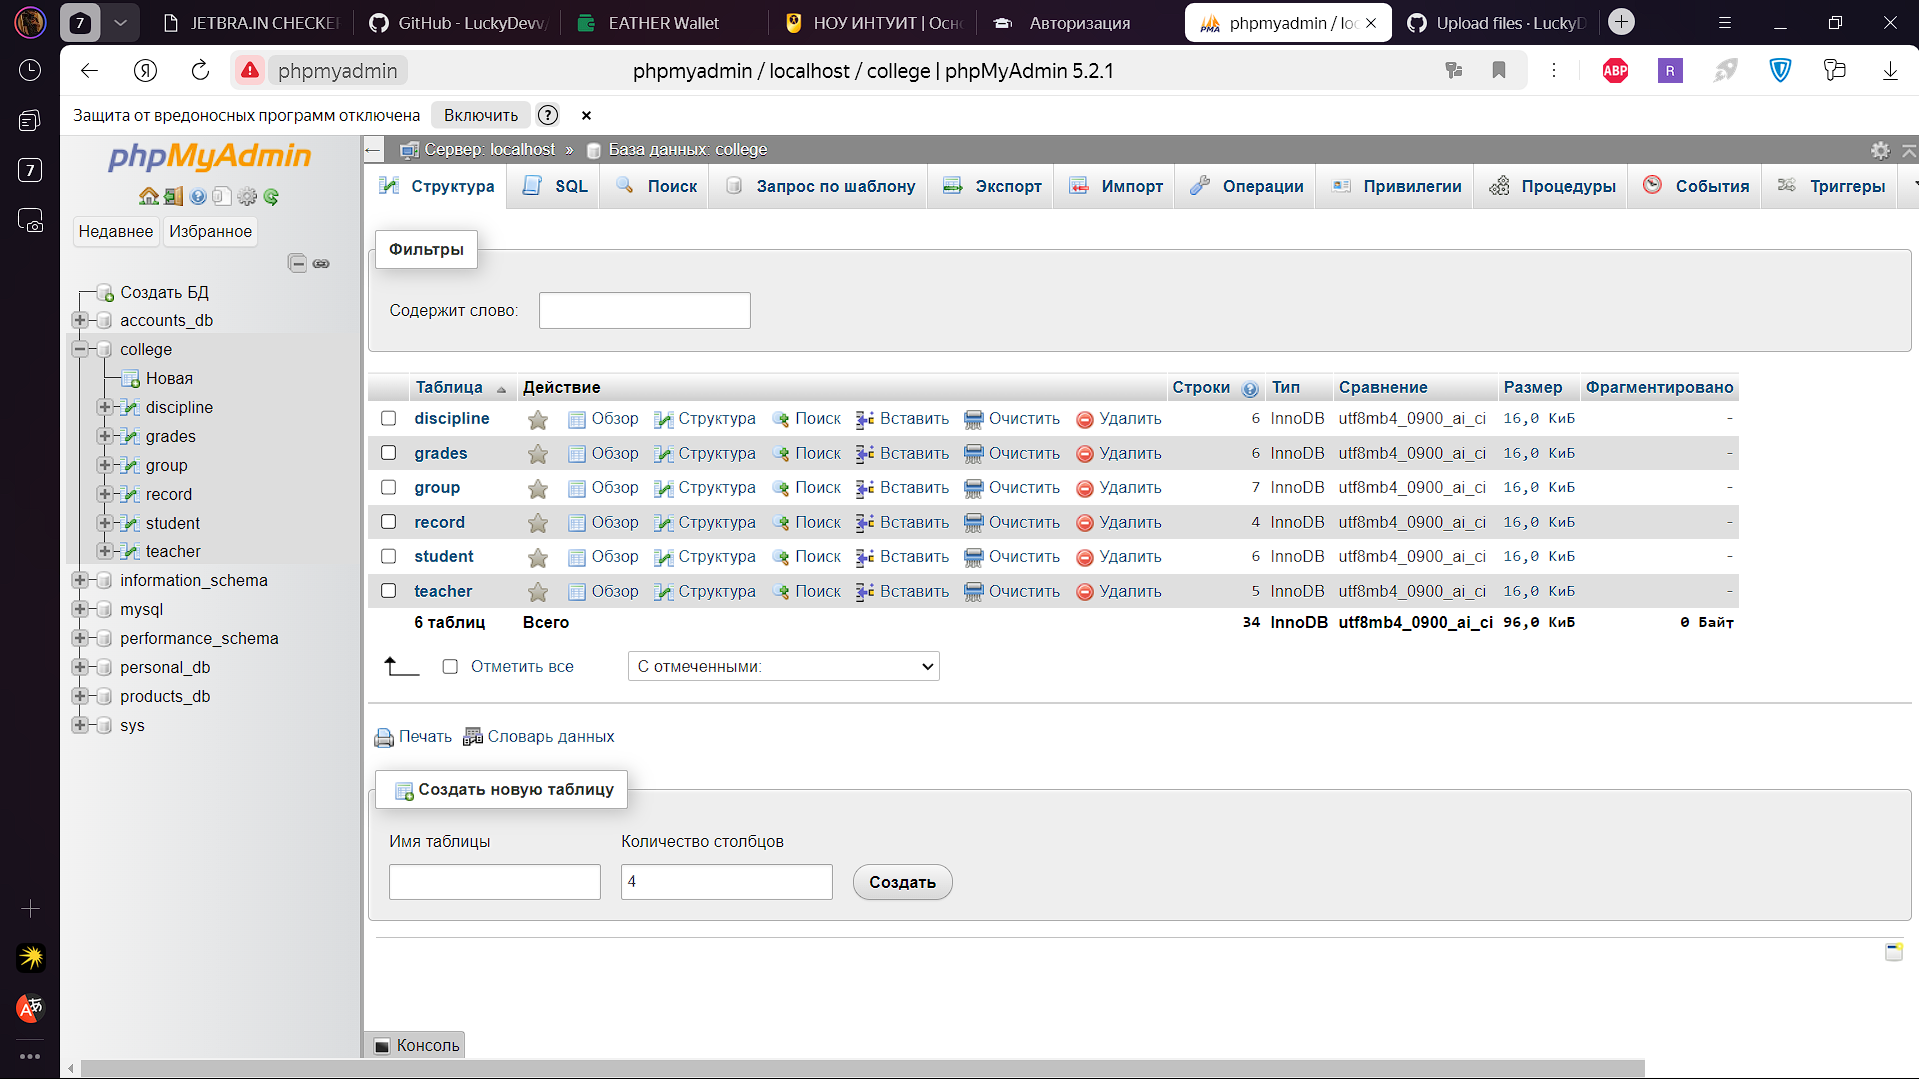 7
JETBRA.IN CHECKER
GitHub - LuckyDevv/
EATHER Wallet
НОУ ИНТУИТ | Осно
Авторизация
phpmyadmin / loc
Upload files · LuckyD
phpmyadmin
phpmyadmin / localhost / college | phpMyAdmin 5.2.1
ABP
R
Защита от вредоносных программ отключена
Включить
?
7
phpMyAdmin
Недавнее
Избранное
Создать БД
accounts_db
college
Новая
discipline
grades
group
record
student
teacher
information_schema
mysql
performance_schema
personal_db
products_db
sys
Сервер: localhost » База данных: college
Структура
SQL
Поиск
Запрос по шаблону
Экспорт
Импорт
Операции
Привилегии
Процедуры
События
Триггеры
Фильтры
Содержит слово:
Таблица Действие Строки Тип Сравнение Размер Фрагментировано
discipline Обзор Структура Поиск Вставить Очистить Удалить 6 InnoDB utf8mb4_0900_ai_ci 16,0 КиБ -
grades Обзор Структура Поиск Вставить Очистить Удалить 6 InnoDB utf8mb4_0900_ai_ci 16,0 КиБ -
group Обзор Структура Поиск Вставить Очистить Удалить 7 InnoDB utf8mb4_0900_ai_ci 16,0 КиБ -
record Обзор Структура Поиск Вставить Очистить Удалить 4 InnoDB utf8mb4_0900_ai_ci 16,0 КиБ -
student Обзор Структура Поиск Вставить Очистить Удалить 6 InnoDB utf8mb4_0900_ai_ci 16,0 КиБ -
teacher Обзор Структура Поиск Вставить Очистить Удалить 5 InnoDB utf8mb4_0900_ai_ci 16,0 КиБ -
6 таблиц Всего 34 InnoDB utf8mb4_0900_ai_ci 96,0 КиБ 0 Байт
Отметить все
С отмеченными:
Печать
Словарь данных
Создать новую таблицу
Имя таблицы
Количество столбцов
4
Создать
Консоль